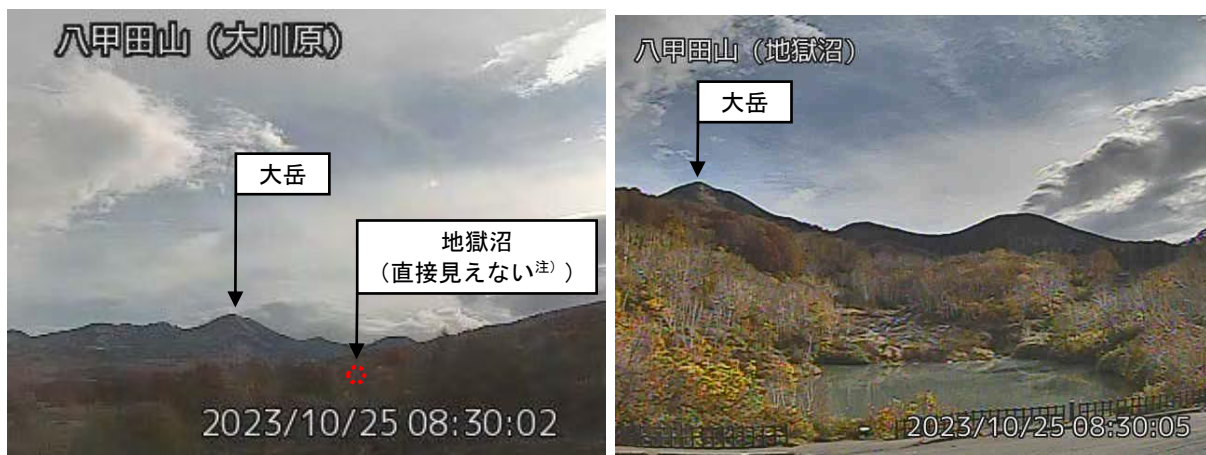 八甲田山（大川原）
大岳
地獄沼
（直接見えない注））
2023/10/25 08:30:02
八甲田山（地獄沼）
大岳
2023/10/25 08:30:05